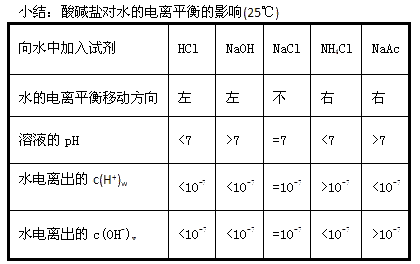 小结：酸碱盐对水的电离平衡的影响(25℃)
向水中加入试剂 HCl NaOH NaCl NH₄Cl NaAc
水的电离平衡移动方向 左 左 不 右 右
溶液的 pH <7 >7 =7 <7 >7
水电离出的 c(H⁺)w <10⁻⁷ <10⁻⁷ =10⁻⁷ >10⁻⁷ <10⁻⁷
水电离出的 c(OH⁻)w <10⁻⁷ <10⁻⁷ =10⁻⁷ <10⁻⁷ >10⁻⁷